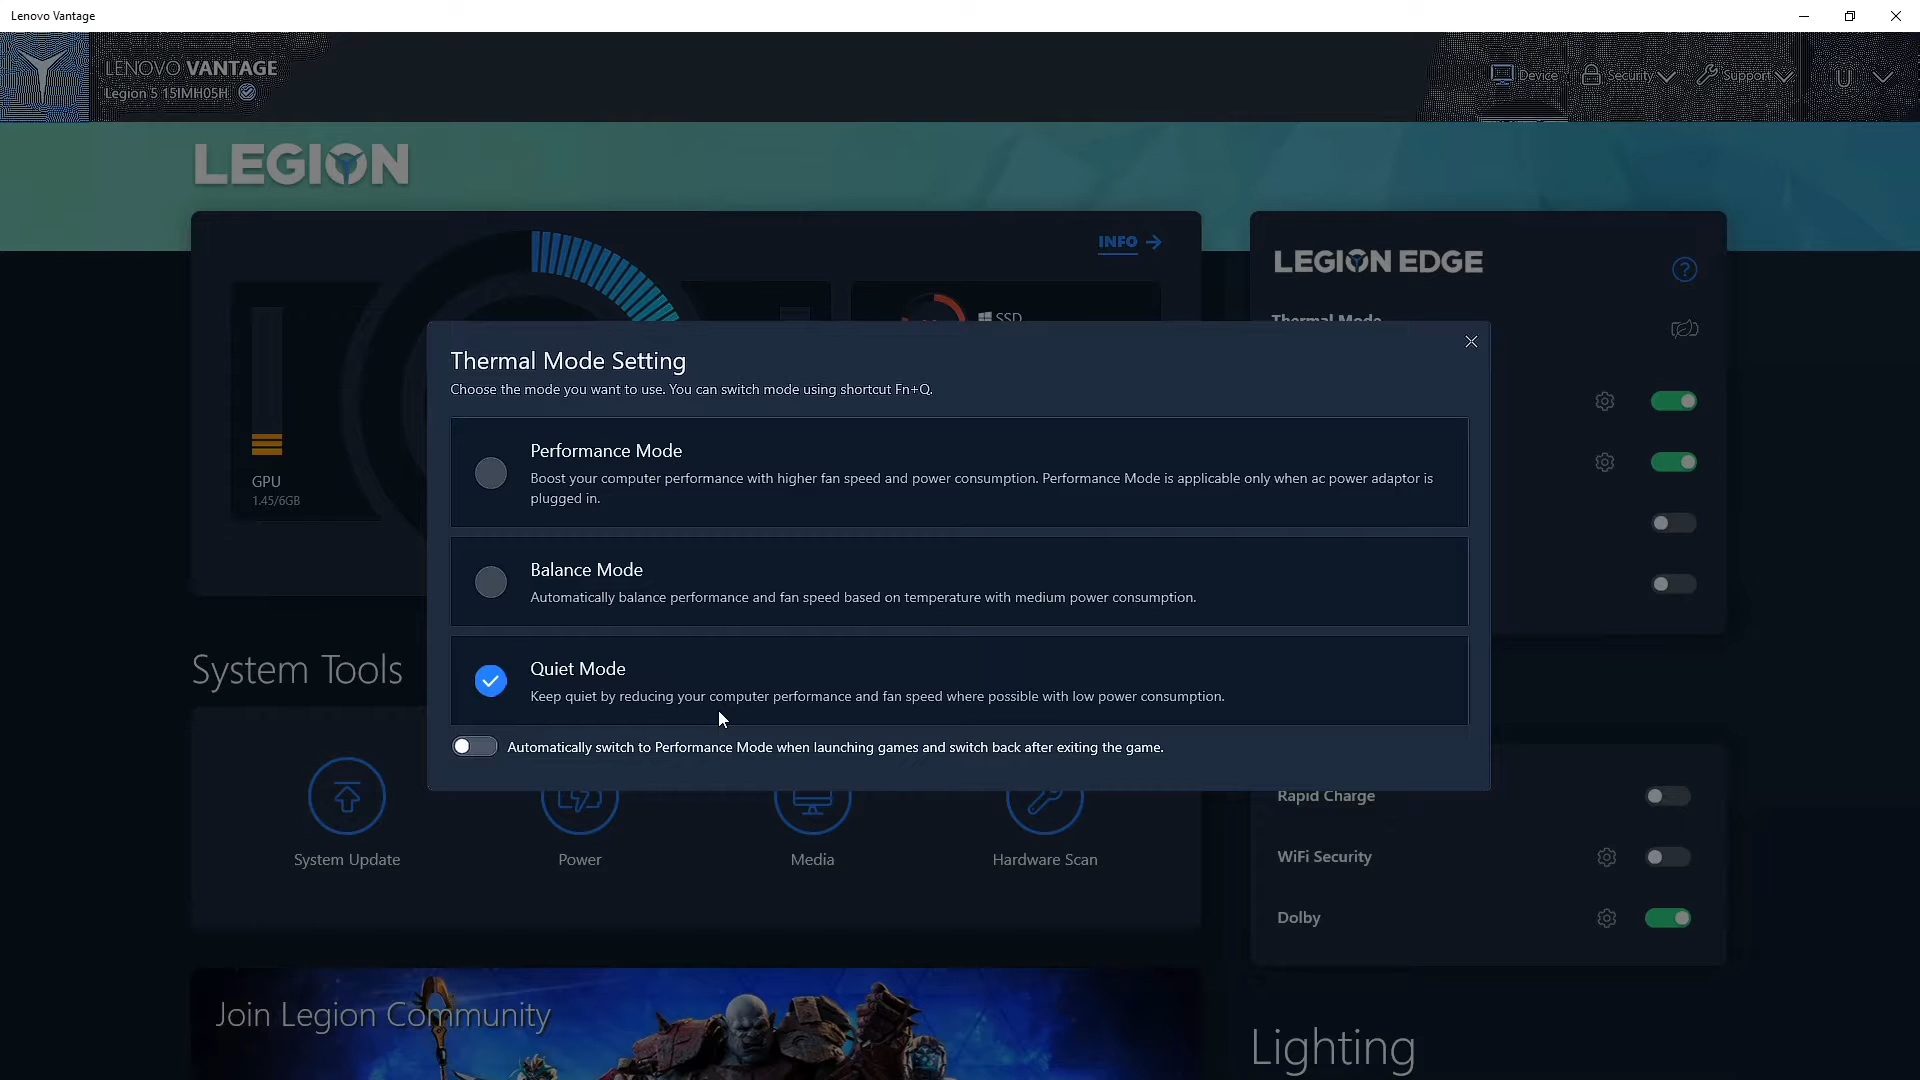 Lenovo Vantage
LENOVO VANTAGE
Legion 5 15IMH05H
Device
Security
Support
U
LEGION
INFO
LEGION EDGE
SSD
Thermal Mode
Thermal Mode Setting
Choose the mode you want to use. You can switch mode using shortcut Fn+Q.
Performance Mode
Boost your computer performance with higher fan speed and power consumption. Performance Mode is applicable only when ac power adaptor is
plugged in.
GPU
1.45/6GB
Balance Mode
Automatically balance performance and fan speed based on temperature with medium power consumption.
Quiet Mode
Keep quiet by reducing your computer performance and fan speed where possible with low power consumption.
Automatically switch to Performance Mode when launching games and switch back after exiting the game.
System Tools
System Update
Power
Media
Hardware Scan
Rapid Charge
WiFi Security
Dolby
Join Legion Community
Lighting